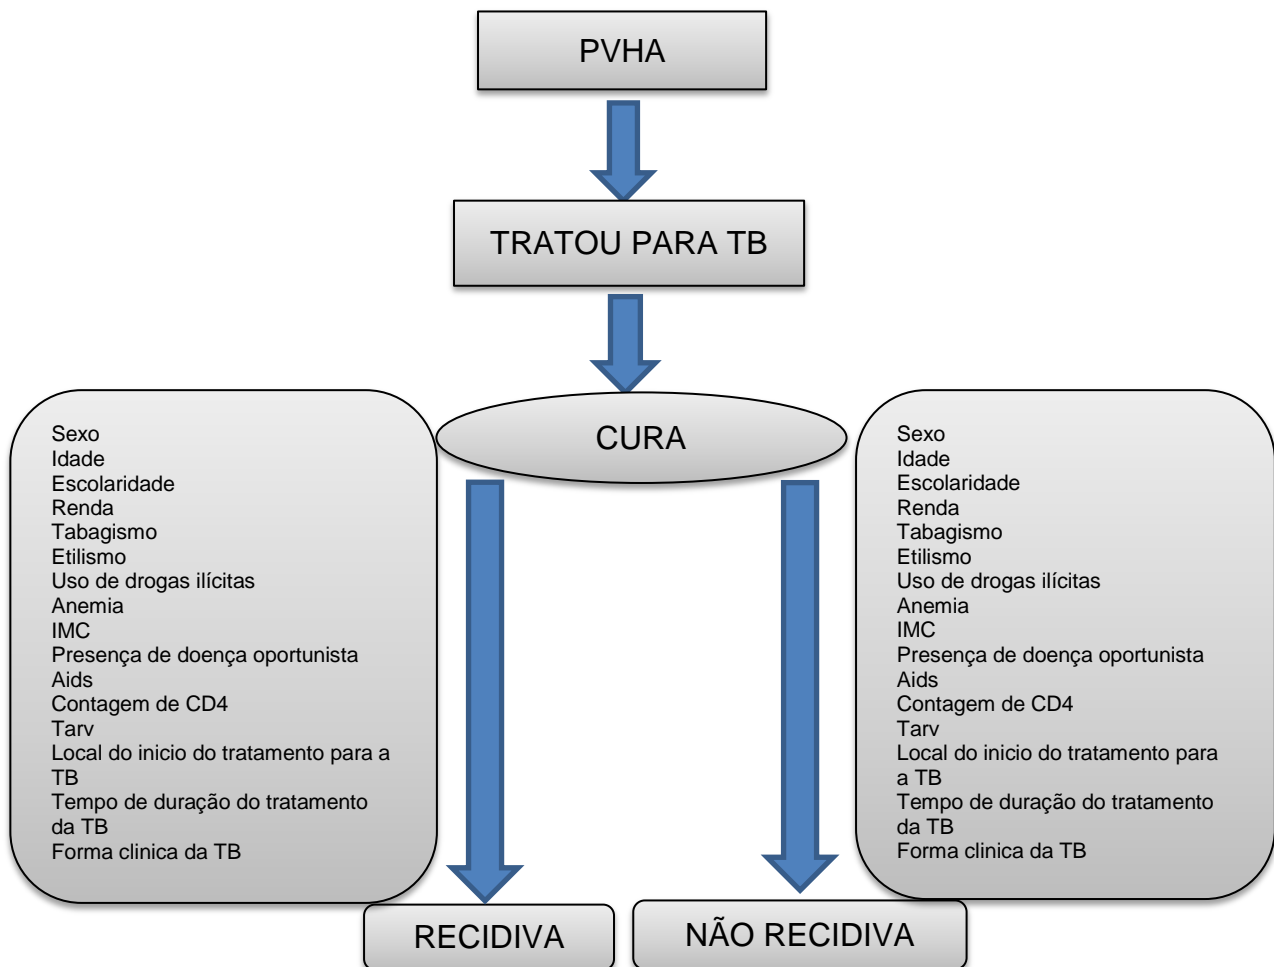 PVHA
TRATOU PARA TB
CURA
Sexo
Idade
Escolaridade
Renda
Tabagismo
Etilismo
Uso de drogas ilícitas
Anemia
IMC
Presença de doença oportunista
Aids
Contagem de CD4
Tarv
Local do inicio do tratamento para a
TB
Tempo de duração do tratamento
da TB
Forma clinica da TB
Sexo
Idade
Escolaridade
Renda
Tabagismo
Etilismo
Uso de drogas ilícitas
Anemia
IMC
Presença de doença oportunista
Aids
Contagem de CD4
Tarv
Local do inicio do tratamento para
a TB
Tempo de duração do tratamento
da TB
Forma clinica da TB
RECIDIVA
NÃO RECIDIVA